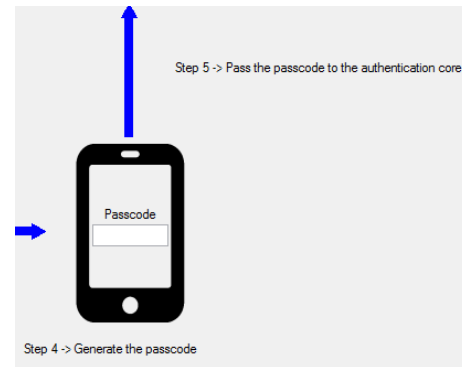 Step 5 -> Pass the passcode to the authentication core
Passcode
Step 4 -> Generate the passcode